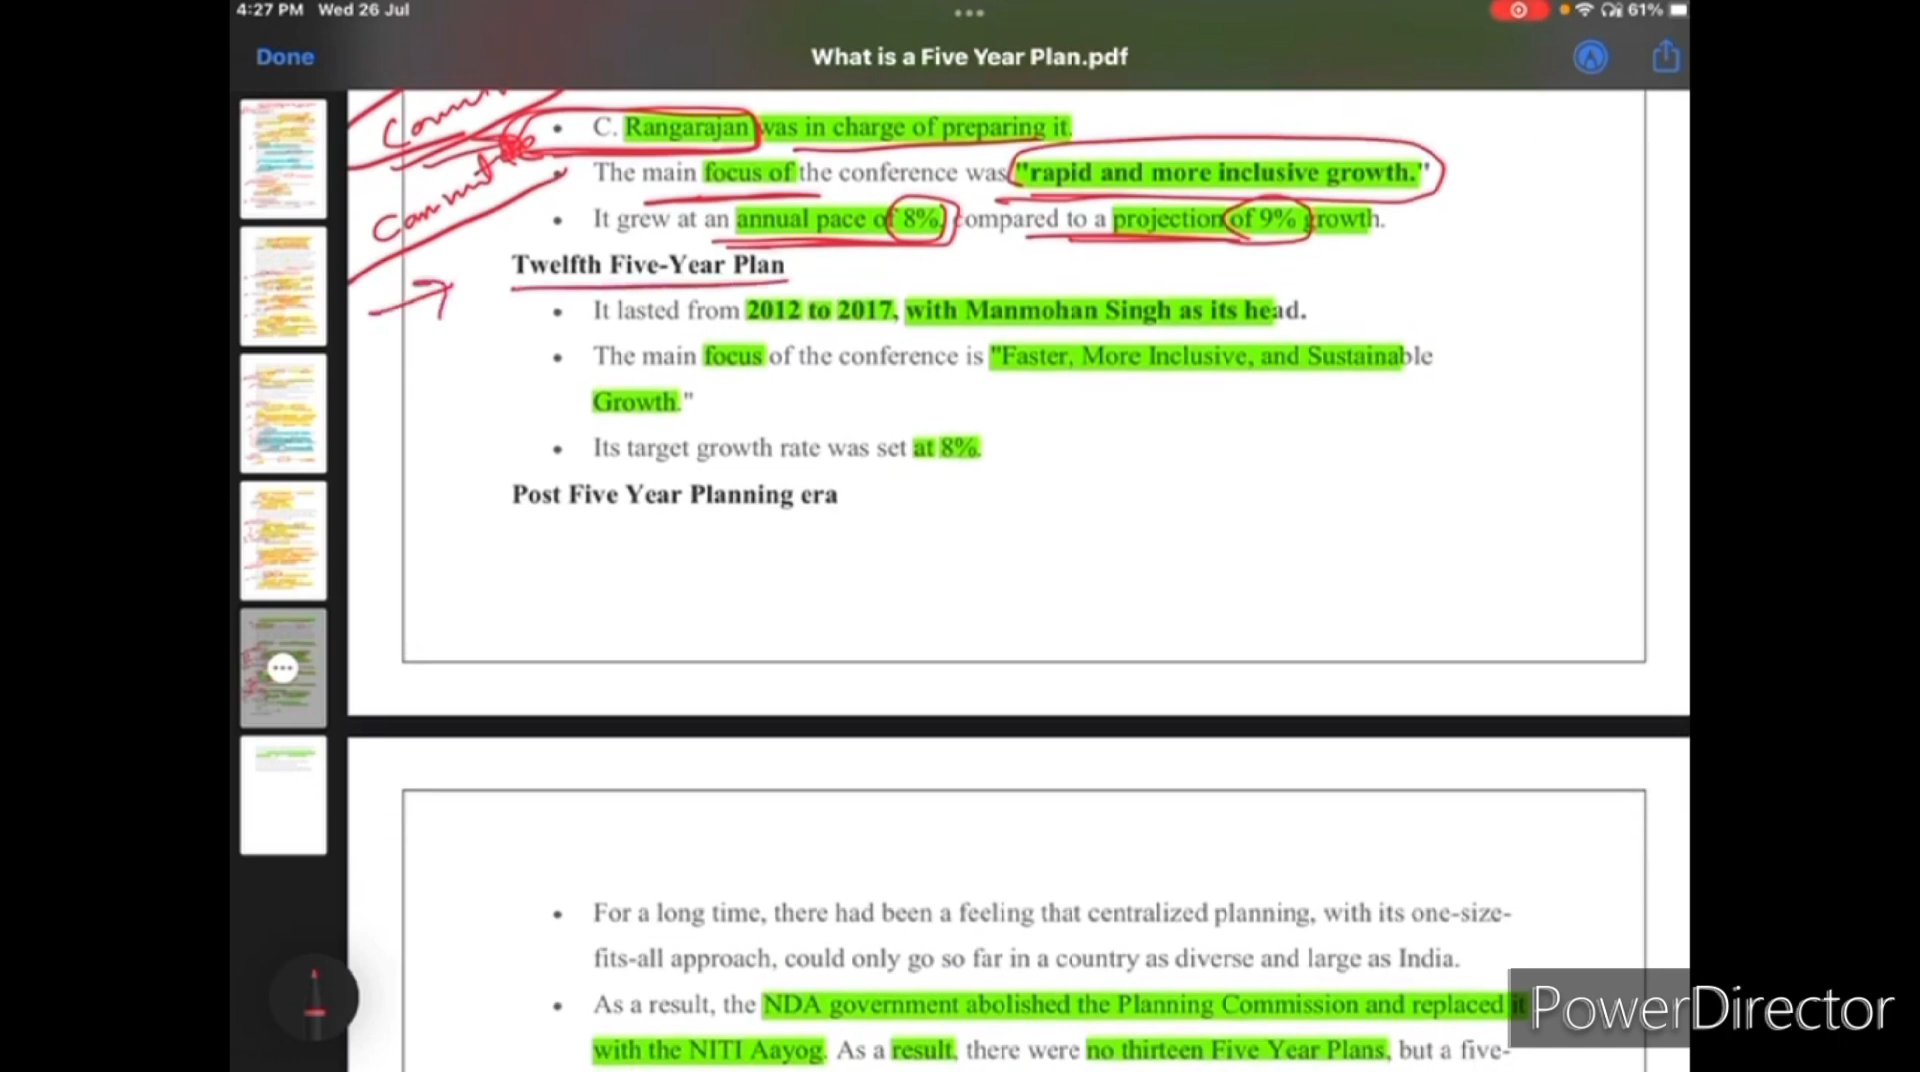 4:27 PM Wed 26 Jul
61%
Done
What is a Five Year Plan.pdf
• C. Rangarajan was in charge of preparing it.
• The main focus of the conference was "rapid and more inclusive growth."
• It grew at an annual pace of 8%, compared to a projection of 9% growth.
Twelfth Five-Year Plan
• It lasted from 2012 to 2017, with Manmohan Singh as its head.
• The main focus of the conference is "Faster, More Inclusive, and Sustainable
Growth."
• Its target growth rate was set at 8%.
Post Five Year Planning era
• For a long time, there had been a feeling that centralized planning, with its one-size-
fits-all approach, could only go so far in a country as diverse and large as India.
• As a result, the NDA government abolished the Planning Commission and replaced it
with the NITI Aayog. As a result, there were no thirteen Five Year Plans, but a five-
PowerDirector